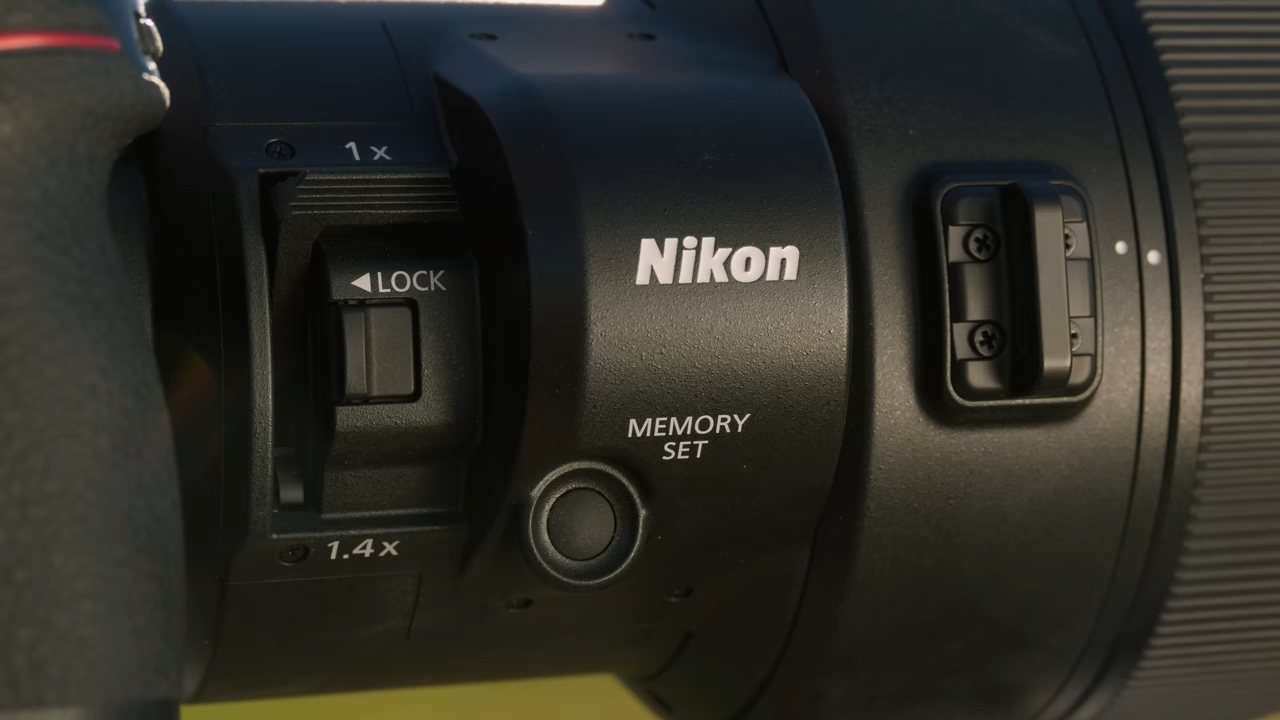 1x
◀LOCK
Nikon
MEMORY
SET
1.4x